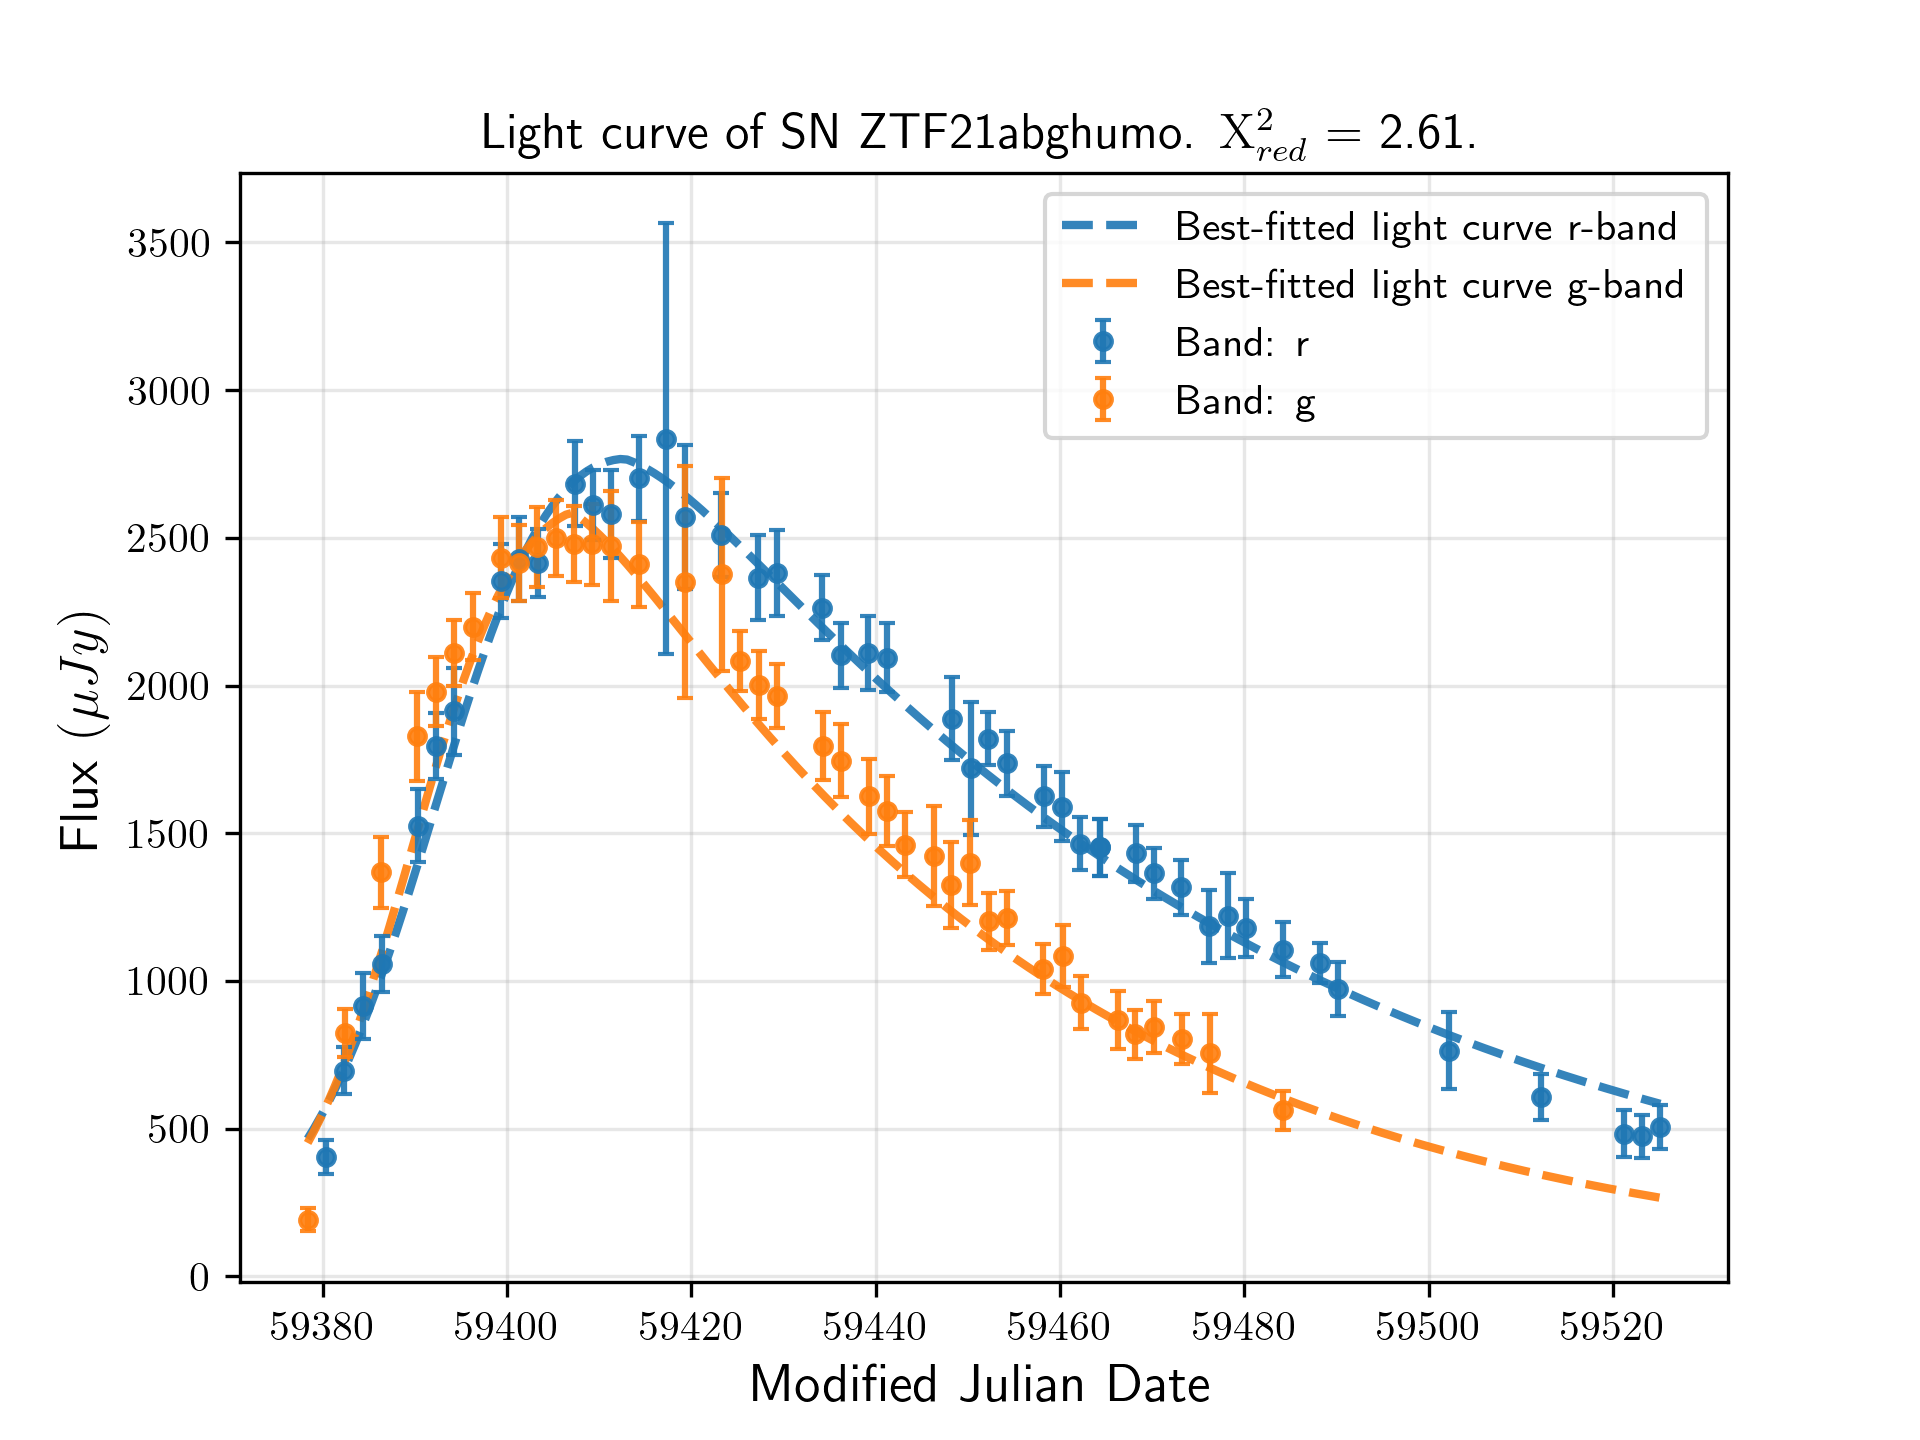 Light curve of SN ZTF21abghumo. X²_red = 2.61.
Best-fitted light curve r-band
Best-fitted light curve g-band
Band: r
Band: g
3500
3000
2500
2000
1500
1000
500
0
Flux (μJy)
59380 59400 59420 59440 59460 59480 59500 59520
Modified Julian Date